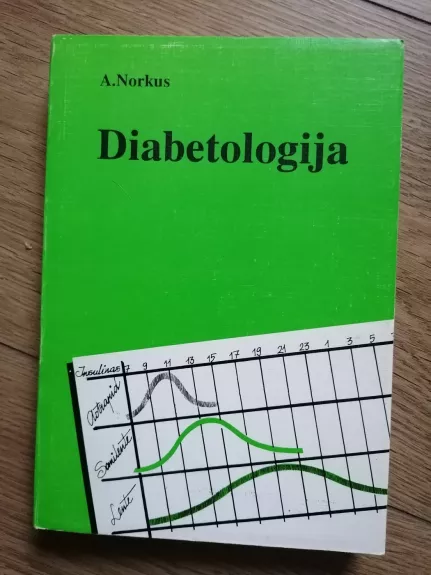 A.Norkus
Diabetologija
Insulinas 7 9 11 13 15 17 19 21 23 1 3 5
Actrapid
Semilente
Lente